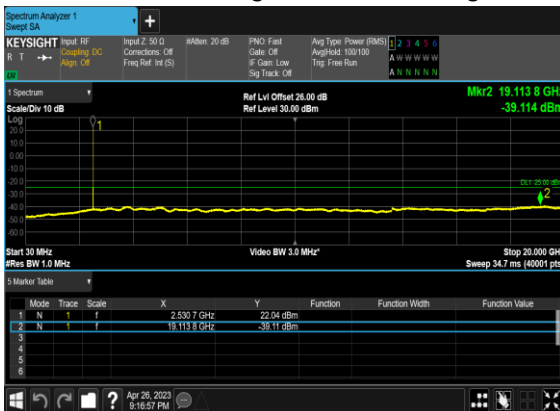 Spectrum Analyzer 1
Swept SA
KEYSIGHT
R T
LV
Input: RF
Coupling: DC
Align: Off
Input Z: 50 Ω
Corrections: Off
Freq Ref: Int (S)
#Atten: 20 dB
PNO: Fast
Gate: Off
IF Gain: Low
Sig Track: Off
Avg Type: Power (RMS)
Avg|Hold: 100/100
Trig: Free Run
1 2 3 4 5 6
A W W W W W
A N N N N N
1 Spectrum
Scale/Div 10 dB
Ref Lvl Offset 26.00 dB
Ref Level 30.00 dBm
Mkr2 19.113 8 GHz
-39.114 dBm
Log
20.0
10.0
0.00
-10.0
-20.0
-30.0
-40.0
-50.0
-60.0
1
DL1 -25.00 dBm
2
Start 30 MHz
#Res BW 1.0 MHz
Video BW 3.0 MHz*
Stop 20.000 GHz
Sweep 34.7 ms (40001 pts)
5 Marker Table
Mode Trace Scale X Y Function Function Width Function Value
1 N 1 f 2.530 7 GHz 22.04 dBm
2 N 1 f 19.113 8 GHz -39.11 dBm
3
4
5
6
?
Apr 26, 2023
9:16:57 PM